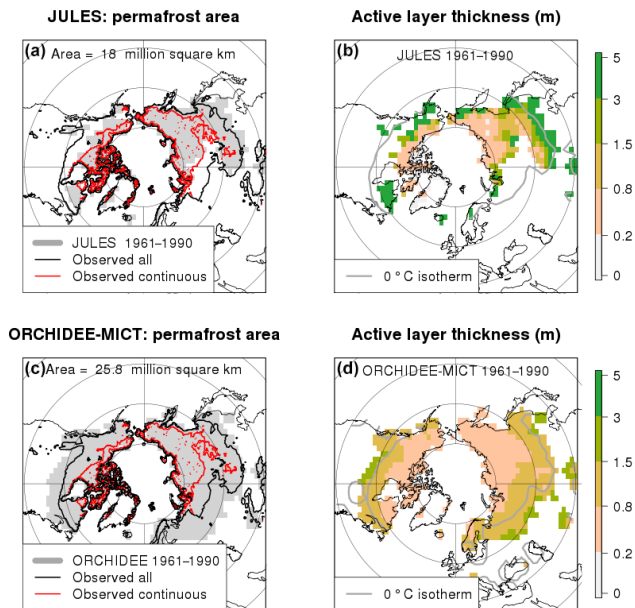 JULES: permafrost area
(a) Area = 18 million square km
JULES 1961–1990
Observed all
Observed continuous
Active layer thickness (m)
(b)
JULES 1961–1990
0 °C isotherm
5
3
1.5
0.8
0.2
0
ORCHIDEE-MICT: permafrost area
(c) Area = 25.8 million square km
ORCHIDEE 1961–1990
Observed all
Observed continuous
Active layer thickness (m)
(d)
ORCHIDEE-MICT 1961–1990
0 °C isotherm
5
3
1.5
0.8
0.2
0